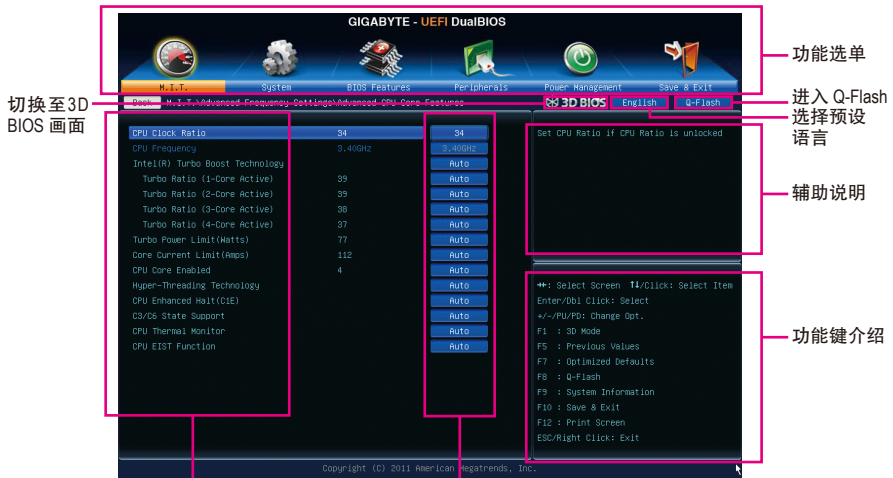 GIGABYTE - UEFI DualBIOS
M.I.T. System BIOS Features Peripherals Power Management Save & Exit
功能选单
Back M.I.T.\Advanced Frequency Settings\Advanced CPU Core Features 3D BIOS English Q-Flash
切换至3D
BIOS 画面
进入 Q-Flash
选择预设
语言
CPU Clock Ratio 34 34
CPU Frequency 3.40GHz 3.40GHz
Intel(R) Turbo Boost Technology Auto
Turbo Ratio (1-Core Active) 39 Auto
Turbo Ratio (2-Core Active) 39 Auto
Turbo Ratio (3-Core Active) 38 Auto
Turbo Ratio (4-Core Active) 37 Auto
Turbo Power Limit(Watts) 77 Auto
Core Current Limit(Amps) 112 Auto
CPU Core Enabled 4 Auto
Hyper-Threading Technology Auto
CPU Enhanced Halt(C1E) Auto
C3/C6 State Support Auto
CPU Thermal Monitor Auto
CPU EIST Function Auto
Set CPU Ratio if CPU Ratio is unlocked
辅助说明
→←: Select Screen ↑↓/Click: Select Item
Enter/Dbl Click: Select
+/-/PU/PD: Change Opt.
F1 : 3D Mode
F5 : Previous Values
F7 : Optimized Defaults
F8 : Q-Flash
F9 : System Information
F10 : Save & Exit
F12 : Print Screen
ESC/Right Click: Exit
功能键介绍
Copyright (C) 2011 American Megatrends, Inc.